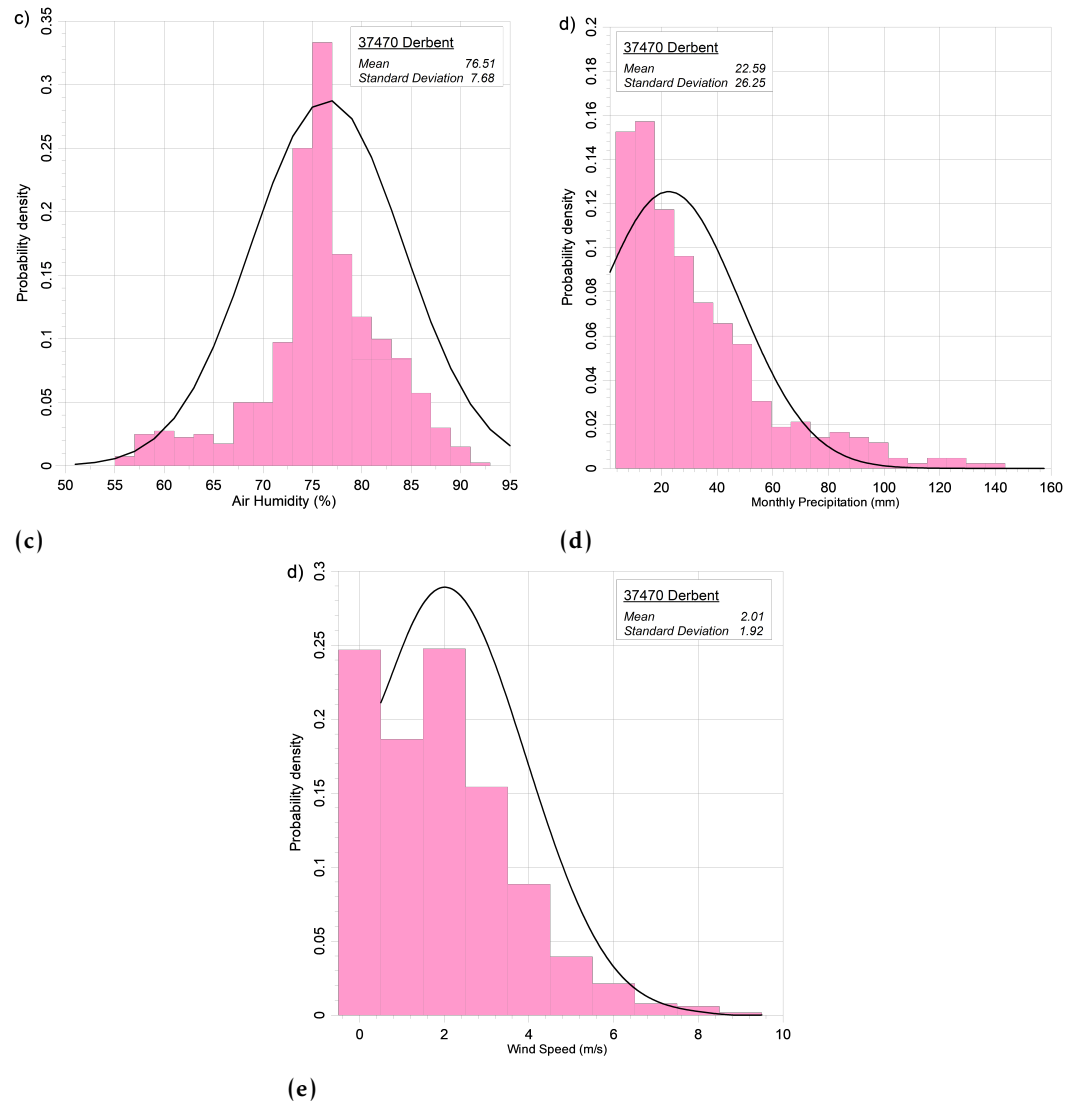 c)
37470 Derbent
Mean 76.51
Standard Deviation 7.68
Probability density
0.35
0.3
0.25
0.2
0.15
0.1
0.05
0
50 55 60 65 70 75 80 85 90 95
Air Humidity (%)
(c)
d)
37470 Derbent
Mean 22.59
Standard Deviation 26.25
Probability density
0.2
0.18
0.16
0.14
0.12
0.1
0.08
0.06
0.04
0.02
0
20 40 60 80 100 120 140 160
Monthly Precipitation (mm)
(d)
d)
37470 Derbent
Mean 2.01
Standard Deviation 1.92
Probability density
0.3
0.25
0.2
0.15
0.1
0.05
0
0 2 4 6 8 10
Wind Speed (m/s)
(e)